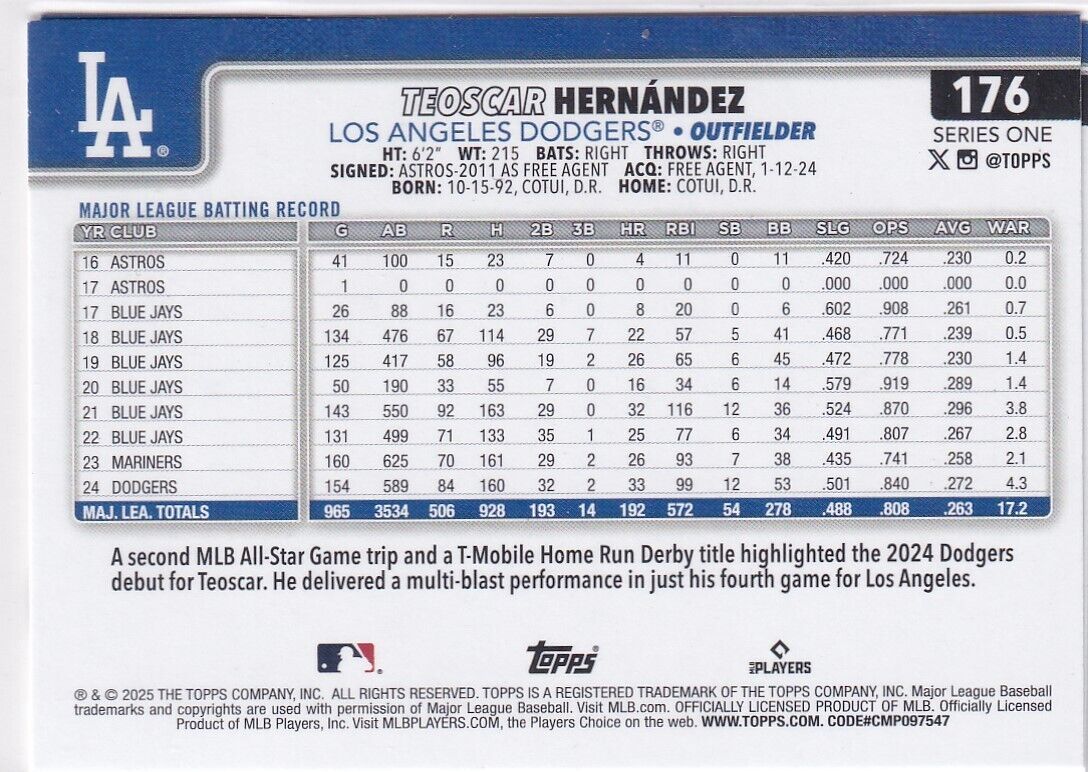 LA®
TEOSCAR HERNÁNDEZ
LOS ANGELES DODGERS® • OUTFIELDER
HT: 6'2" WT: 215 BATS: RIGHT THROWS: RIGHT
SIGNED: ASTROS-2011 AS FREE AGENT ACQ: FREE AGENT, 1-12-24
BORN: 10-15-92, COTUI, D.R. HOME: COTUI, D.R.
176
SERIES ONE
X @TOPPS
MAJOR LEAGUE BATTING RECORD
YR CLUB G AB R H 2B 3B HR RBI SB BB SLG OPS AVG WAR
16 ASTROS 41 100 15 23 7 0 4 11 0 11 .420 .724 .230 0.2
17 ASTROS 1 0 0 0 0 0 0 0 0 0 .000 .000 .000 0.0
17 BLUE JAYS 26 88 16 23 6 0 8 20 0 6 .602 .908 .261 0.7
18 BLUE JAYS 134 476 67 114 29 7 22 57 5 41 .468 .771 .239 0.5
19 BLUE JAYS 125 417 58 96 19 2 26 65 6 45 .472 .778 .230 1.4
20 BLUE JAYS 50 190 33 55 7 0 16 34 6 14 .579 .919 .289 1.4
21 BLUE JAYS 143 550 92 163 29 0 32 116 12 36 .524 .870 .296 3.8
22 BLUE JAYS 131 499 71 133 35 1 25 77 6 34 .491 .807 .267 2.8
23 MARINERS 160 625 70 161 29 2 26 93 7 38 .435 .741 .258 2.1
24 DODGERS 154 589 84 160 32 2 33 99 12 53 .501 .840 .272 4.3
MAJ. LEA. TOTALS 965 3534 506 928 193 14 192 572 54 278 .488 .808 .263 17.2
A second MLB All-Star Game trip and a T-Mobile Home Run Derby title highlighted the 2024 Dodgers
debut for Teoscar. He delivered a multi-blast performance in just his fourth game for Los Angeles.
Topps®
MLB PLAYERS
® & © 2025 THE TOPPS COMPANY, INC. ALL RIGHTS RESERVED. TOPPS IS A REGISTERED TRADEMARK OF THE TOPPS COMPANY, INC. Major League Baseball
trademarks and copyrights are used with permission of Major League Baseball. Visit MLB.com. OFFICIALLY LICENSED PRODUCT OF MLB. Officially Licensed
Product of MLB Players, Inc. Visit MLBPLAYERS.COM, the Players Choice on the web. WWW.TOPPS.COM. CODE#CMP097547